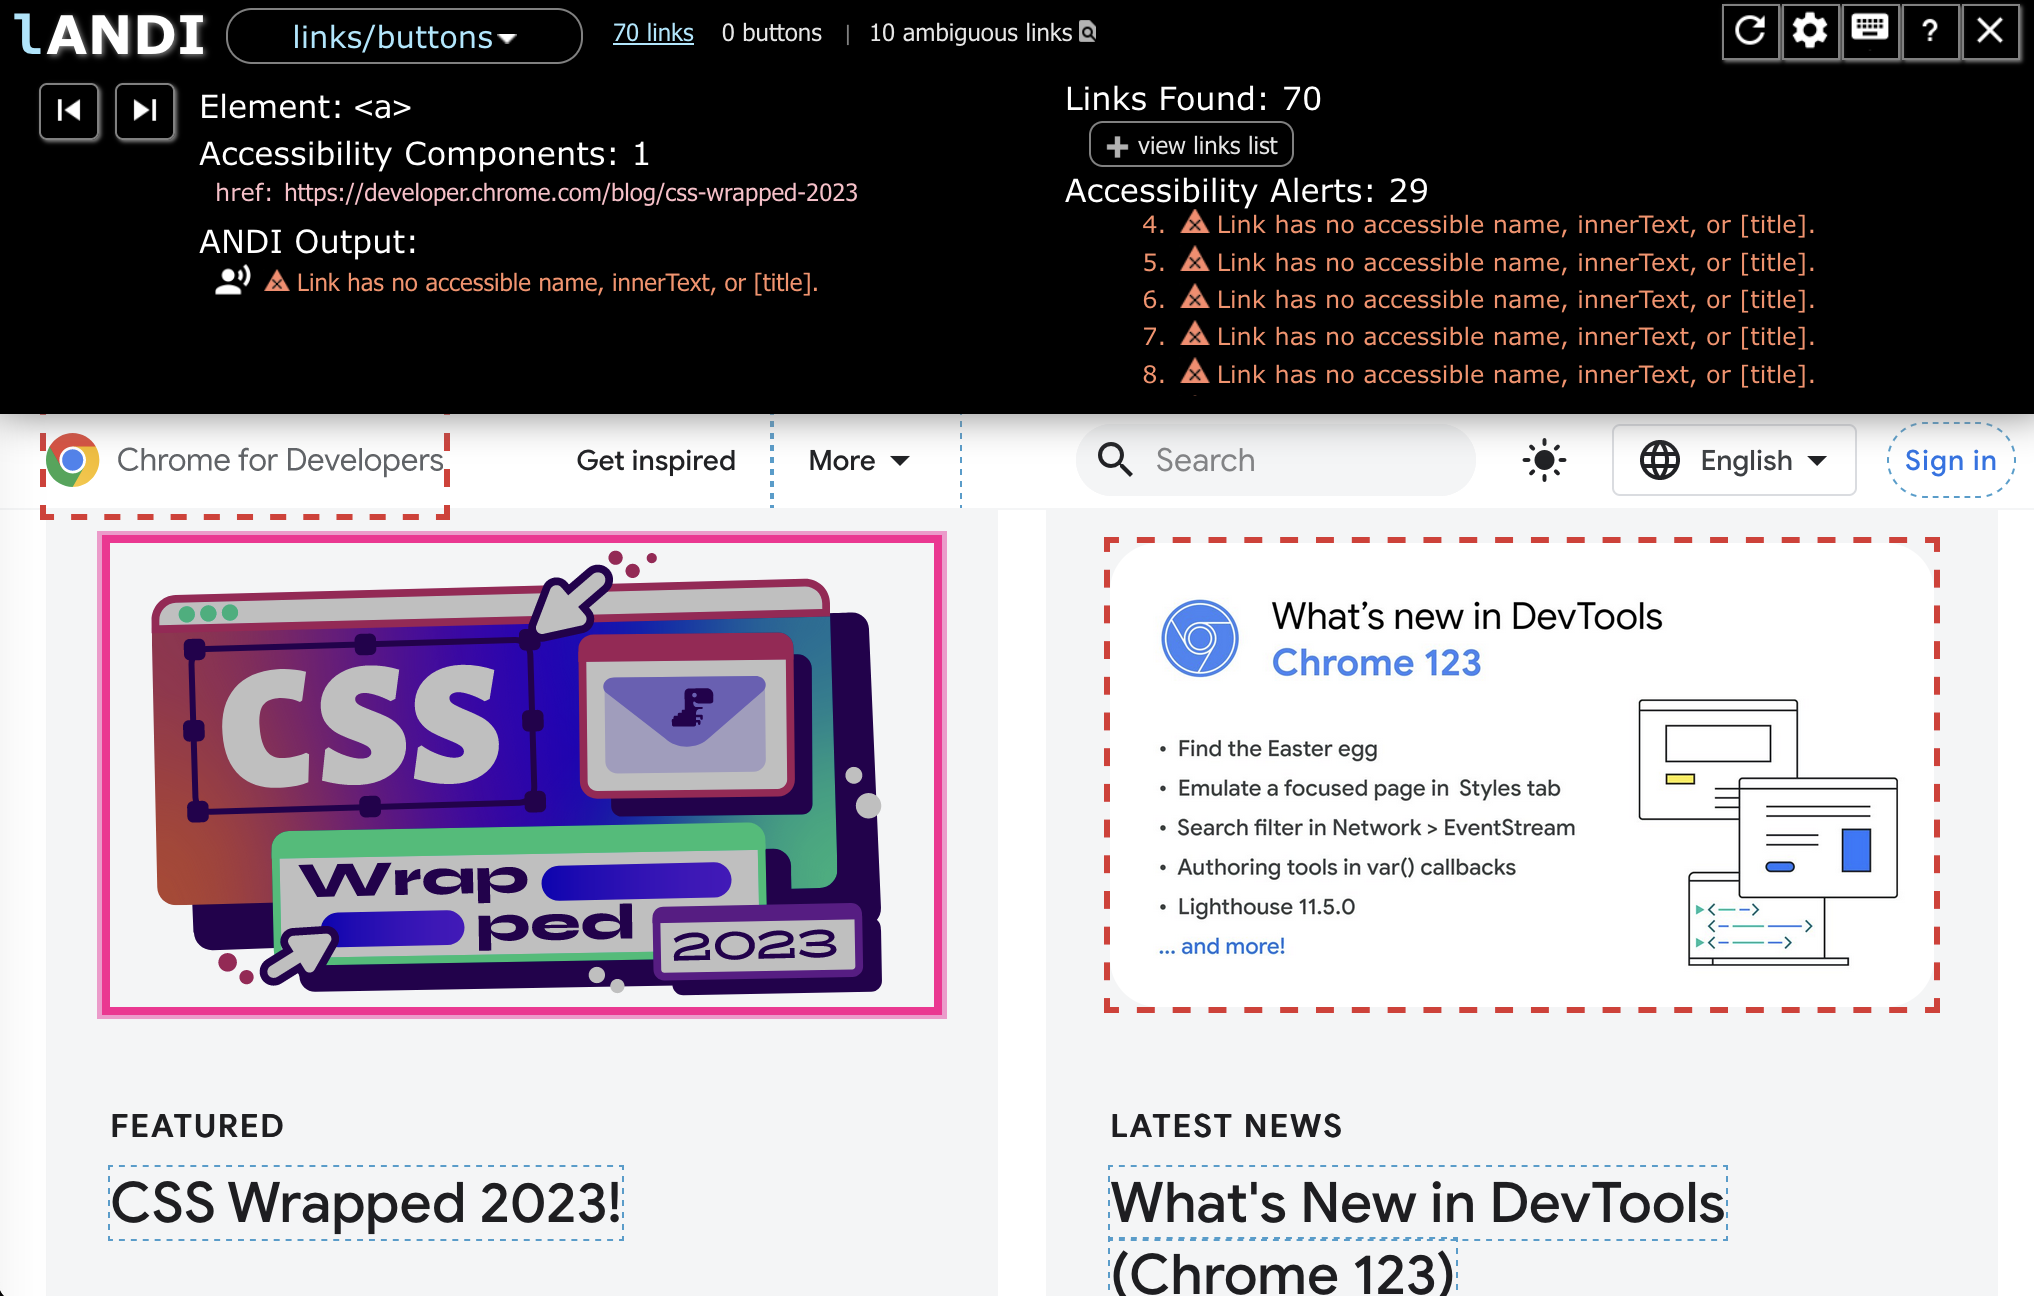 lANDI
links/buttons
70 links
0 buttons
|
10 ambiguous links
?
Element: <a>
Accessibility Components: 1
href: https://developer.chrome.com/blog/css-wrapped-2023
ANDI Output:
Link has no accessible name, innerText, or [title].
Links Found: 70
+ view links list
Accessibility Alerts: 29
4. Link has no accessible name, innerText, or [title].
5. Link has no accessible name, innerText, or [title].
6. Link has no accessible name, innerText, or [title].
7. Link has no accessible name, innerText, or [title].
8. Link has no accessible name, innerText, or [title].
Chrome for Developers
Get inspired
More
Search
English
Sign in
CSS
Wrap
ped
2023
FEATURED
CSS Wrapped 2023!
What’s new in DevTools
Chrome 123
• Find the Easter egg
• Emulate a focused page in Styles tab
• Search filter in Network > EventStream
• Authoring tools in var() callbacks
• Lighthouse 11.5.0
... and more!
LATEST NEWS
What's New in DevTools
(Chrome 123)